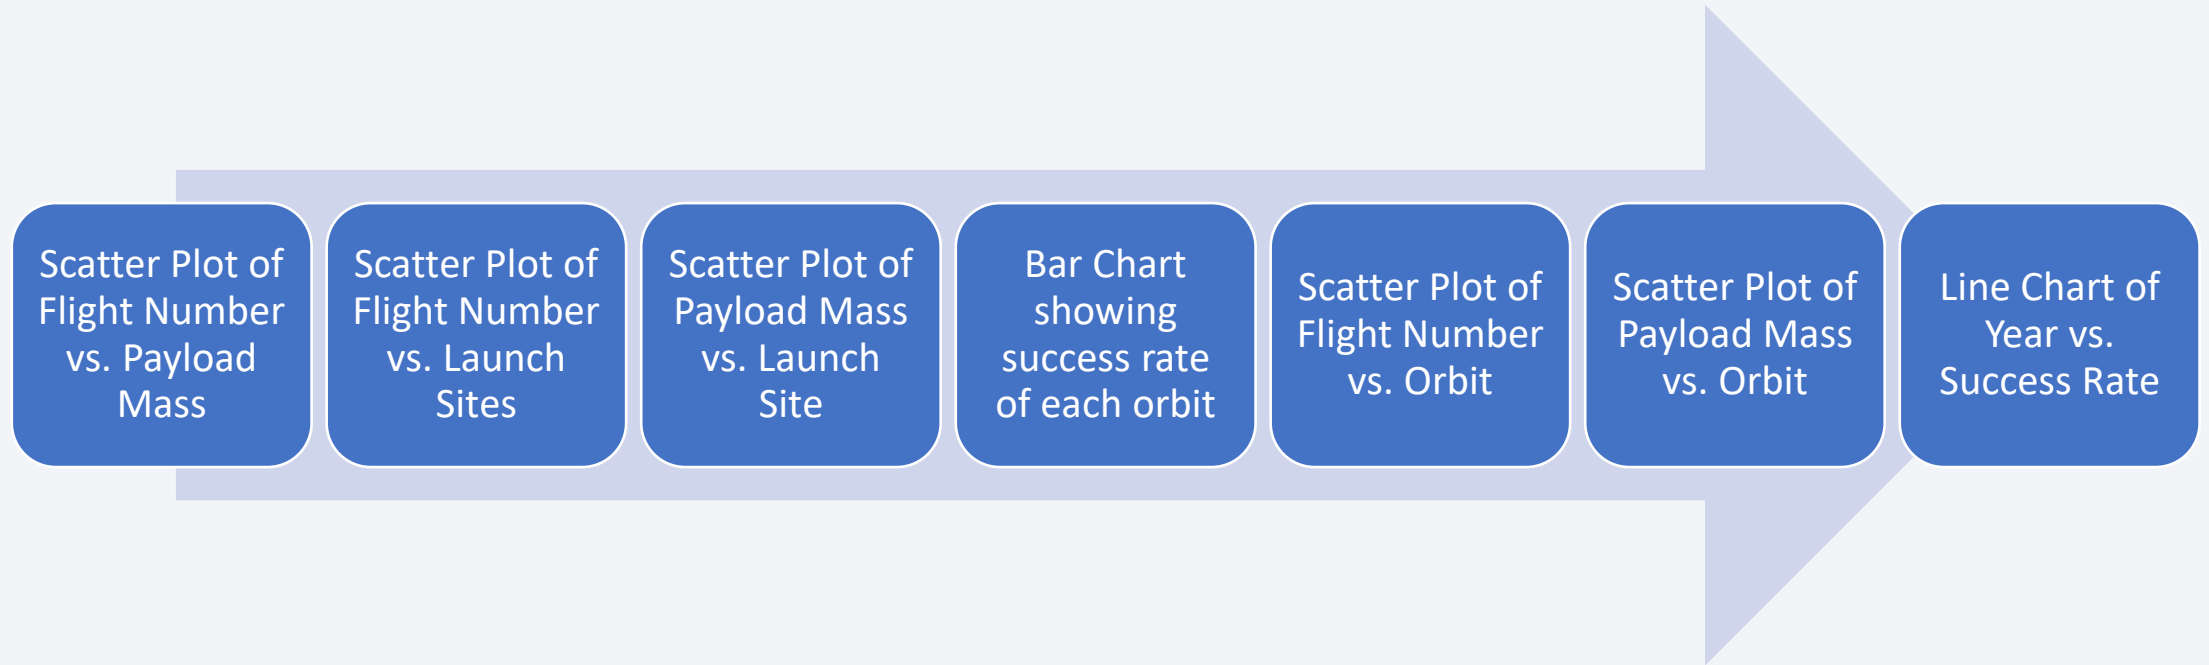 Scatter Plot of
Flight Number
vs. Payload
Mass
Scatter Plot of
Flight Number
vs. Launch
Sites
Scatter Plot of
Payload Mass
vs. Launch
Site
Bar Chart
showing
success rate
of each orbit
Scatter Plot of
Flight Number
vs. Orbit
Scatter Plot of
Payload Mass
vs. Orbit
Line Chart of
Year vs.
Success Rate